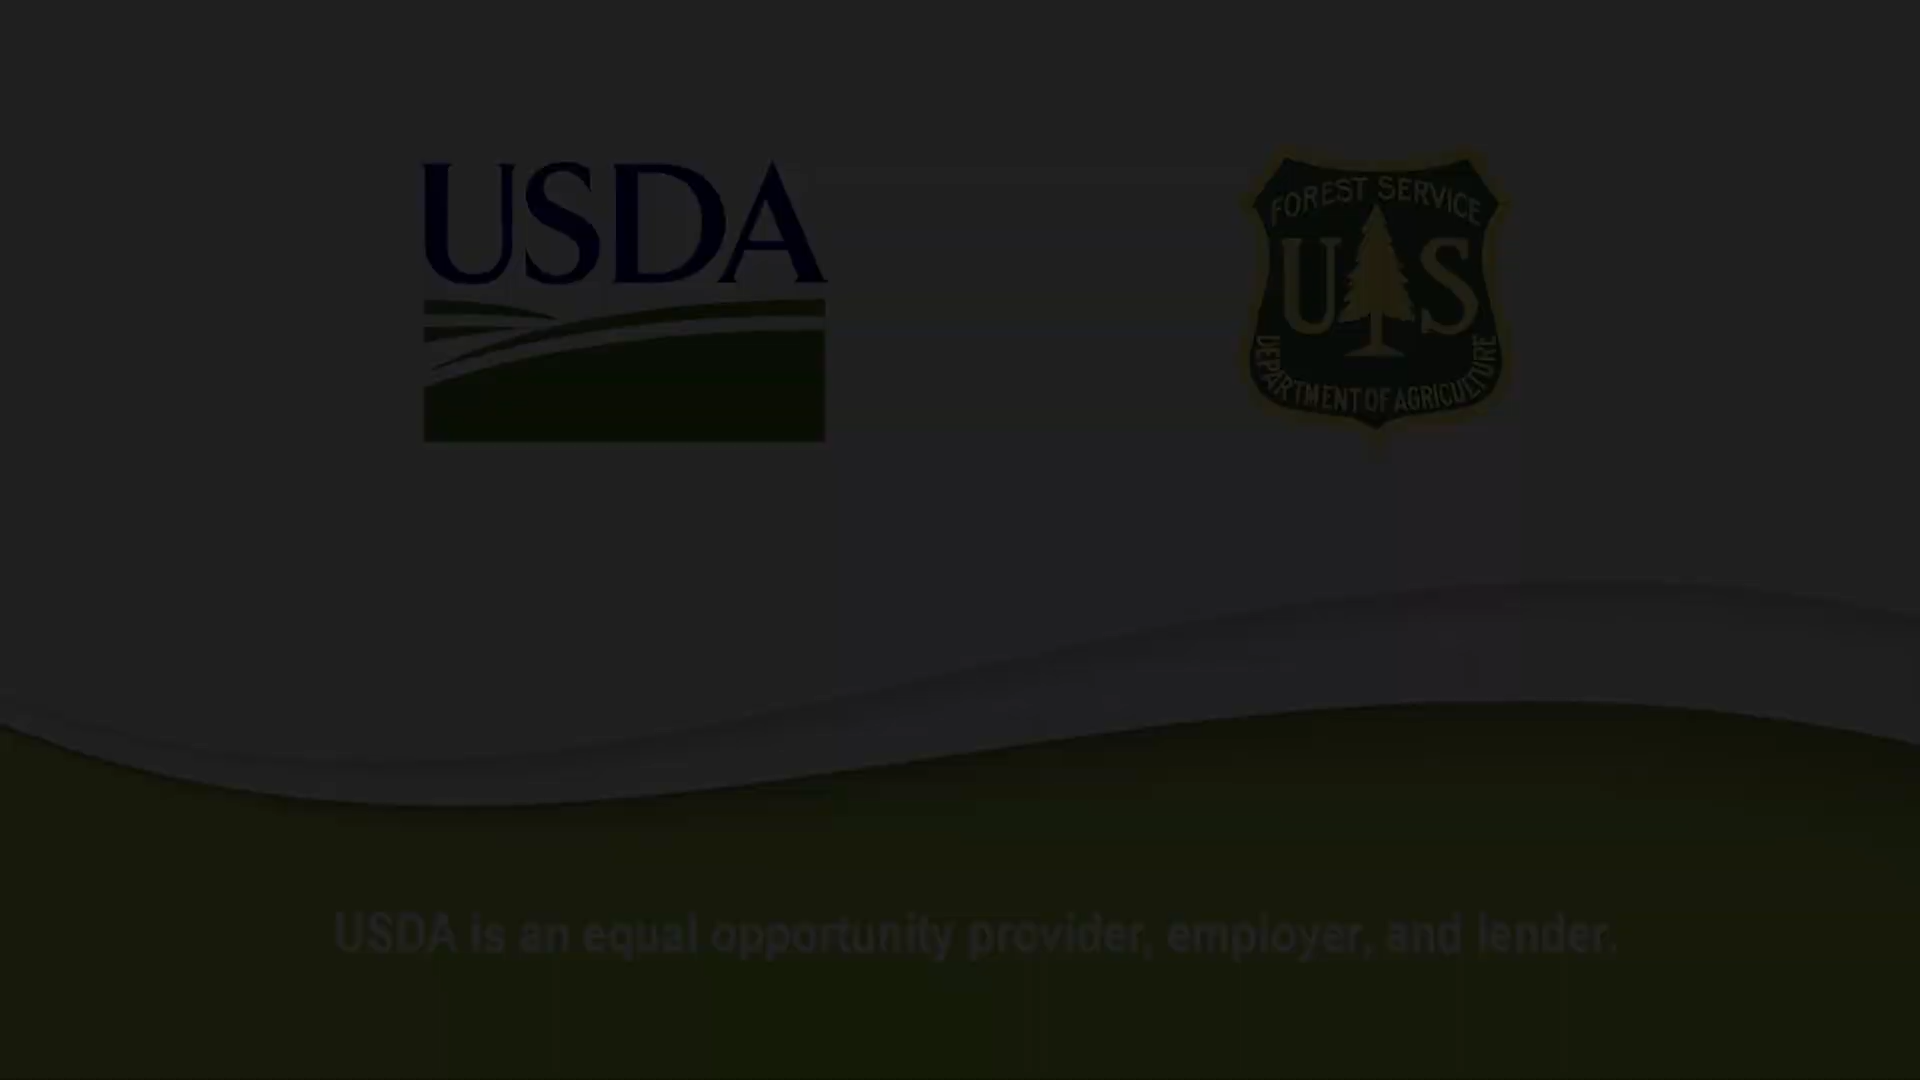 USDA
FOREST SERVICE
U S
DEPARTMENT OF AGRICULTURE
USDA is an equal opportunity provider, employer, and lender.